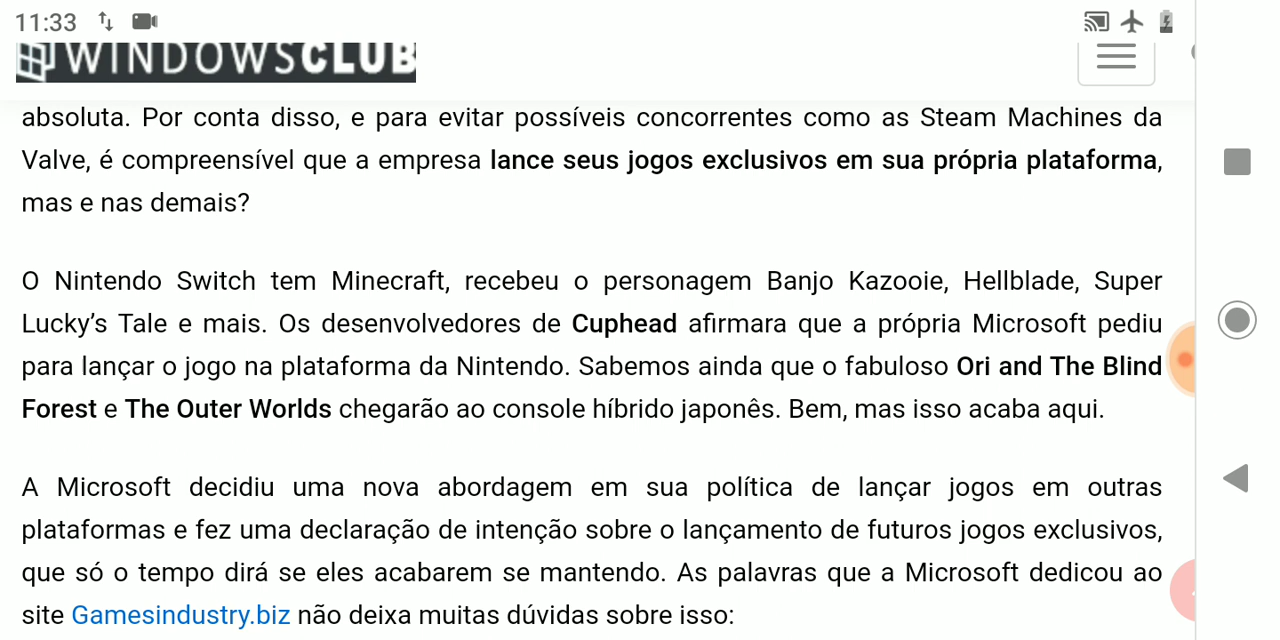 11:33
WINDOWSCLUB
absoluta. Por conta disso, e para evitar possíveis concorrentes como as Steam Machines da
Valve, é compreensível que a empresa lance seus jogos exclusivos em sua própria plataforma,
mas e nas demais?
O Nintendo Switch tem Minecraft, recebeu o personagem Banjo Kazooie, Hellblade, Super
Lucky’s Tale e mais. Os desenvolvedores de Cuphead afirmara que a própria Microsoft pediu
para lançar o jogo na plataforma da Nintendo. Sabemos ainda que o fabuloso Ori and The Blind
Forest e The Outer Worlds chegarão ao console híbrido japonês. Bem, mas isso acaba aqui.
A Microsoft decidiu uma nova abordagem em sua política de lançar jogos em outras
plataformas e fez uma declaração de intenção sobre o lançamento de futuros jogos exclusivos,
que só o tempo dirá se eles acabarem se mantendo. As palavras que a Microsoft dedicou ao
site Gamesindustry.biz não deixa muitas dúvidas sobre isso: